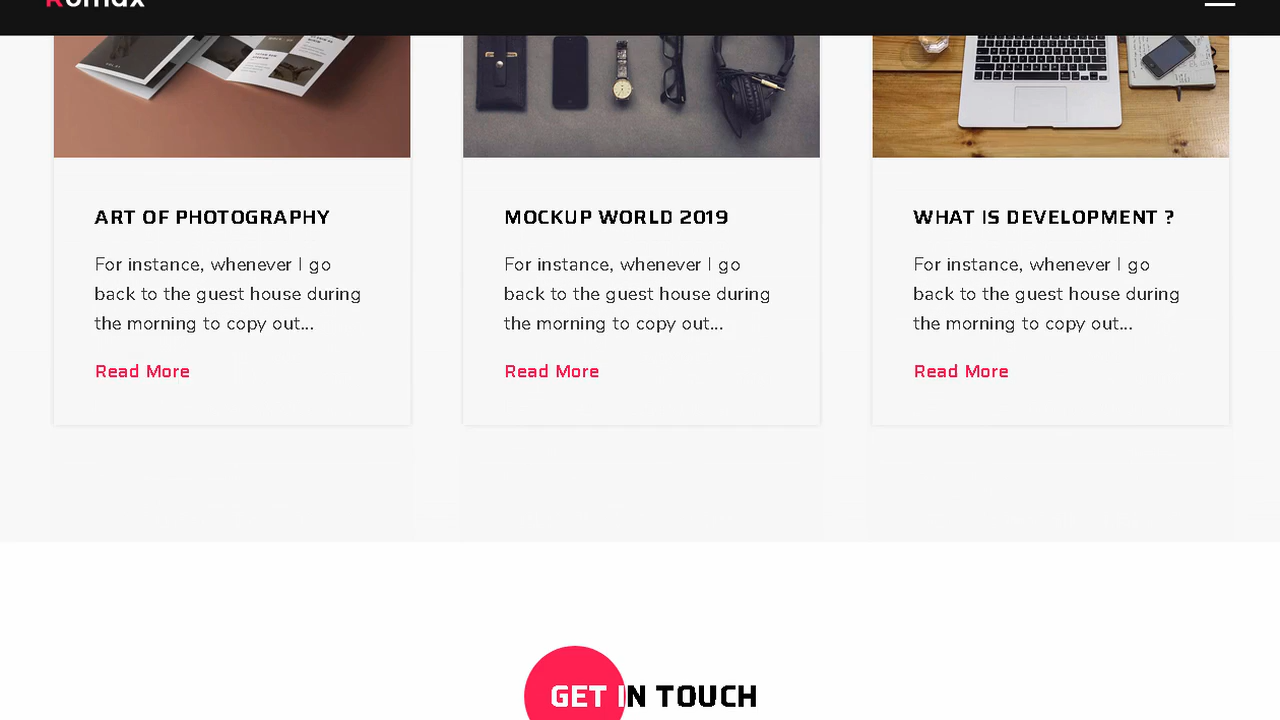 Romax
ART OF PHOTOGRAPHY
For instance, whenever I go
back to the guest house during
the morning to copy out...
Read More
MOCKUP WORLD 2019
For instance, whenever I go
back to the guest house during
the morning to copy out...
Read More
WHAT IS DEVELOPMENT ?
For instance, whenever I go
back to the guest house during
the morning to copy out...
Read More
GET IN TOUCH